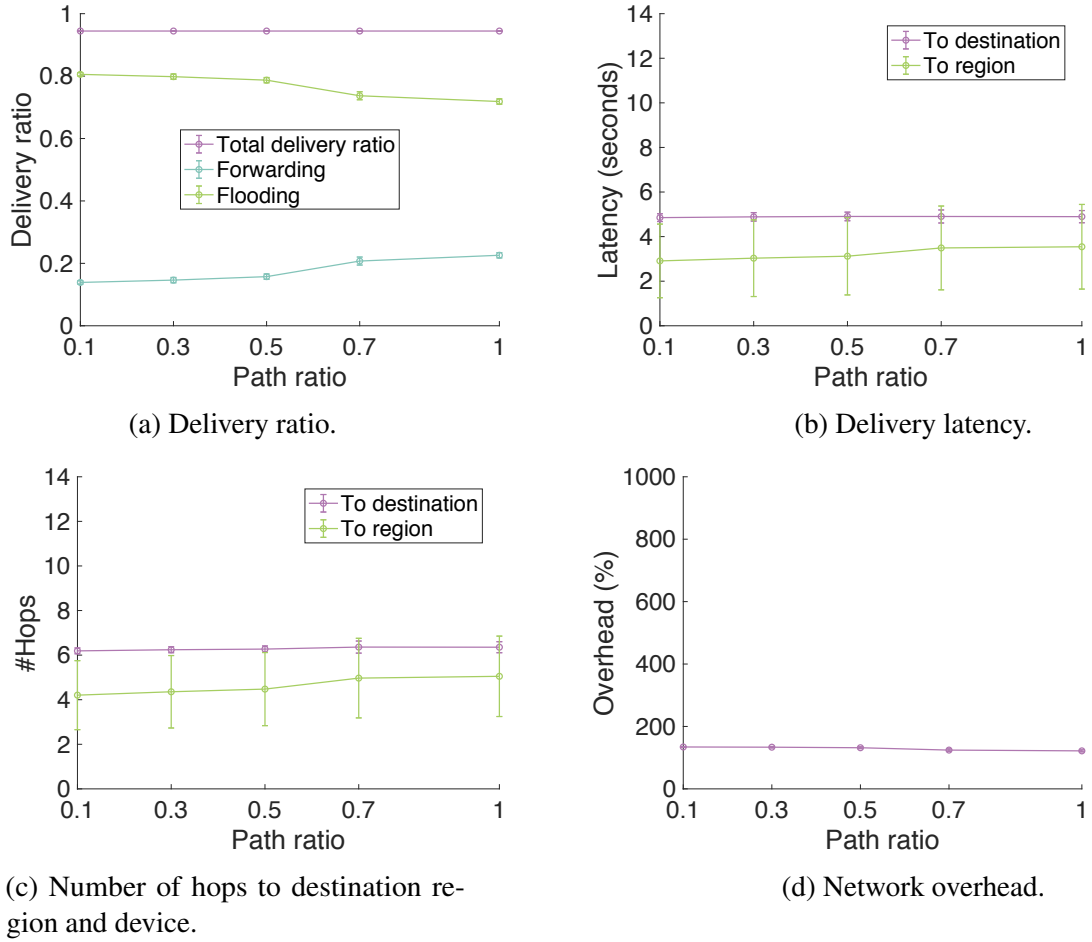 1
0.8
0.6
0.4
0.2
0
Delivery ratio
Total delivery ratio
Forwarding
Flooding
0.1 0.3 0.5 0.7 1
Path ratio
(a) Delivery ratio.
14
12
10
8
6
4
2
0
Latency (seconds)
To destination
To region
0.1 0.3 0.5 0.7 1
Path ratio
(b) Delivery latency.
14
12
10
8
6
4
2
0
#Hops
To destination
To region
0.1 0.3 0.5 0.7 1
Path ratio
(c) Number of hops to destination re-
gion and device.
1000
800
600
400
200
0
Overhead (%)
0.1 0.3 0.5 0.7 1
Path ratio
(d) Network overhead.